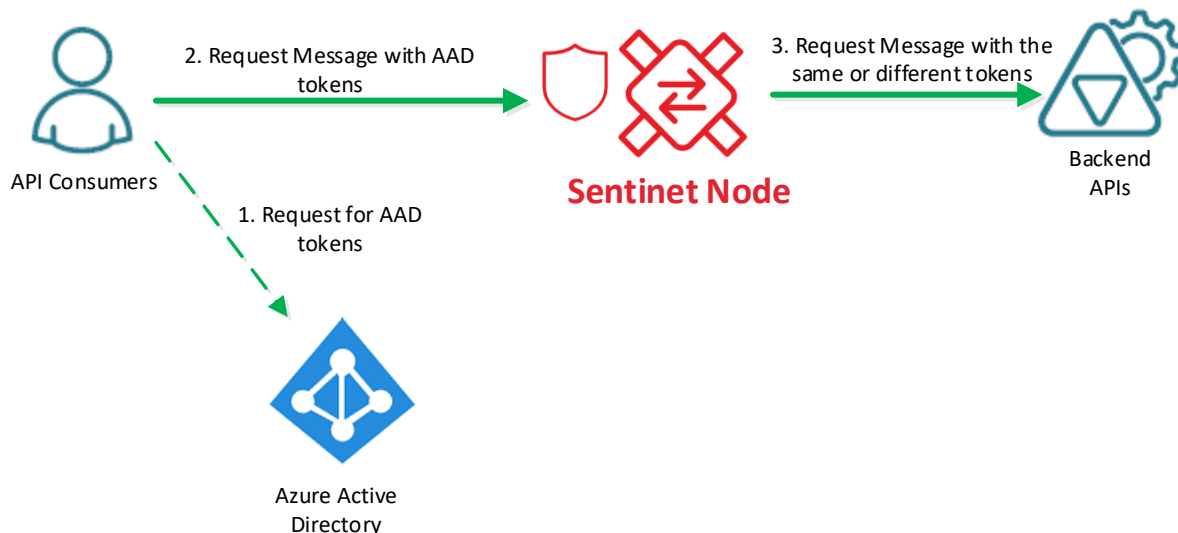 2. Request Message with AAD
tokens
3. Request Message with the
same or different tokens
API Consumers
Sentinet Node
Backend
APIs
1. Request for AAD
tokens
Azure Active
Directory